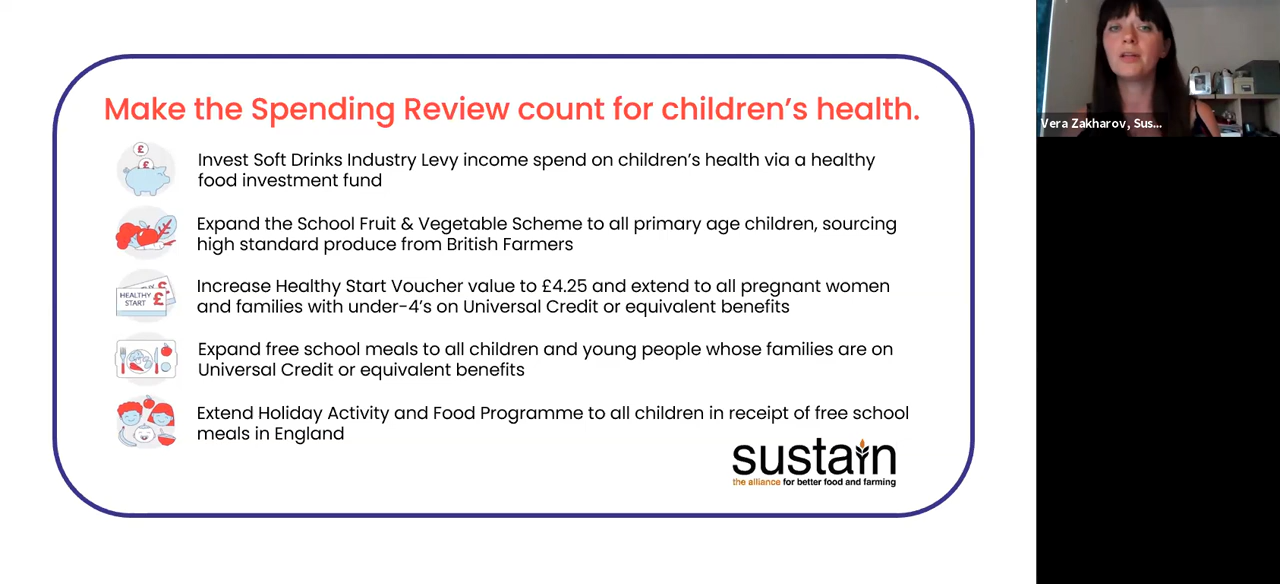 Make the Spending Review count for children's health.
£
£
Invest Soft Drinks Industry Levy income spend on children's health via a healthy
food investment fund
Expand the School Fruit & Vegetable Scheme to all primary age children, sourcing
high standard produce from British Farmers
HEALTHY
START
£
Increase Healthy Start Voucher value to £4.25 and extend to all pregnant women
and families with under-4's on Universal Credit or equivalent benefits
Expand free school meals to all children and young people whose families are on
Universal Credit or equivalent benefits
Extend Holiday Activity and Food Programme to all children in receipt of free school
meals in England
sustain
the alliance for better food and farming
Vera Zakharov, Sus...